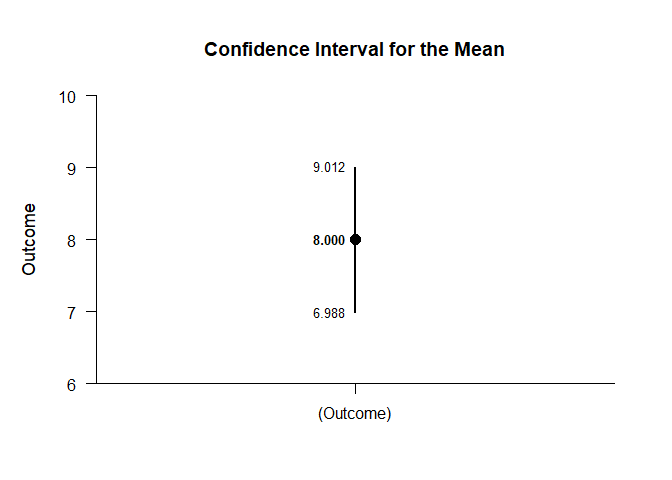 Confidence Interval for the Mean
10
9
8
7
6
Outcome
9.012
8.000
6.988
(Outcome)